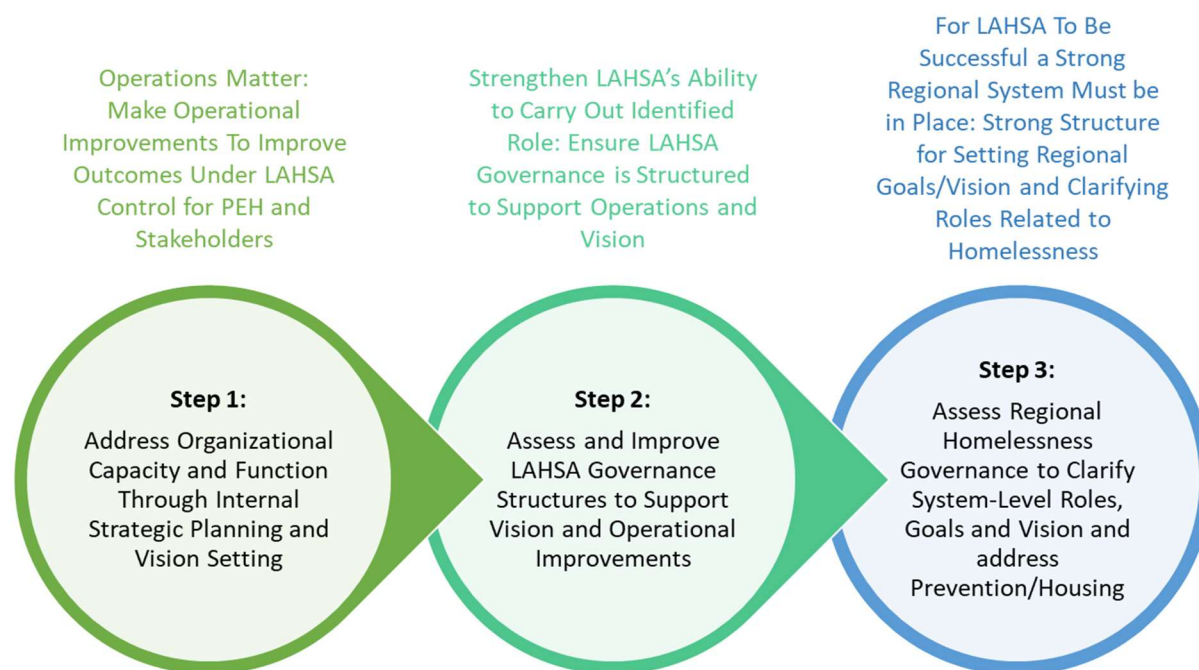 Operations Matter:
Make Operational
Improvements To Improve
Outcomes Under LAHSA
Control for PEH and
Stakeholders
Strengthen LAHSA's Ability
to Carry Out Identified
Role: Ensure LAHSA
Governance is Structured
to Support Operations and
Vision
For LAHSA To Be
Successful a Strong
Regional System Must be
in Place: Strong Structure
for Setting Regional
Goals/Vision and Clarifying
Roles Related to
Homelessness
Step 1:
Address Organizational
Capacity and Function
Through Internal
Strategic Planning and
Vision Setting
Step 2:
Assess and Improve
LAHSA Governance
Structures to Support
Vision and Operational
Improvements
Step 3:
Assess Regional
Homelessness
Governance to Clarify
System-Level Roles,
Goals and Vision and
address
Prevention/Housing